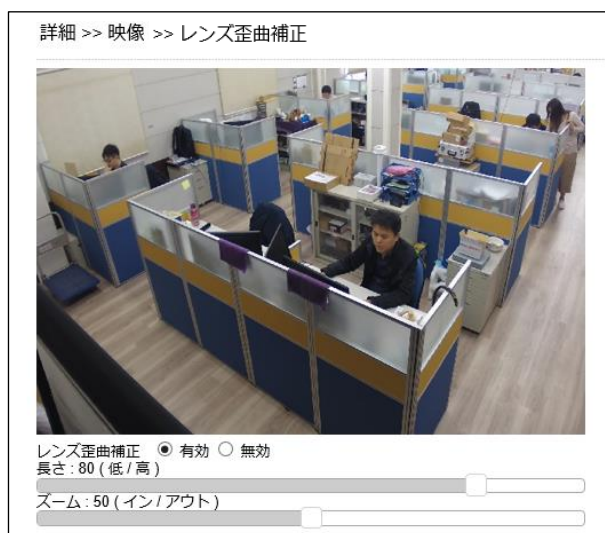 詳細 >> 映像 >> レンズ歪曲補正
レンズ歪曲補正 有効 無効
長さ : 80 ( 低 / 高 )
ズーム : 50 ( イン / アウト )